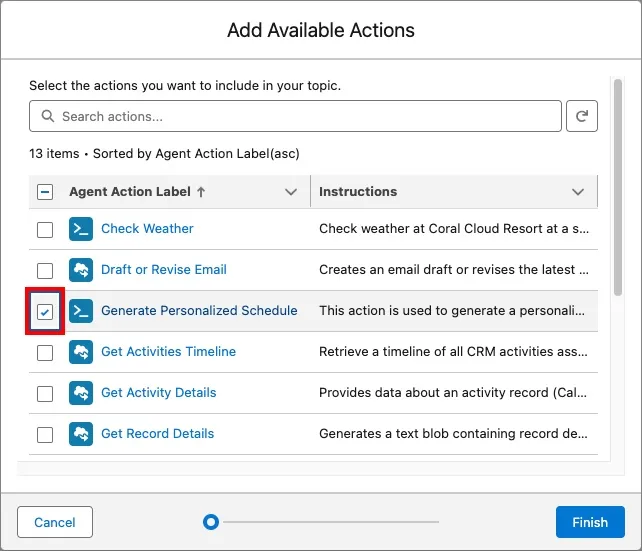 Add Available Actions
Select the actions you want to include in your topic.
Search actions...
13 items • Sorted by Agent Action Label(asc)
Agent Action Label ↑ Instructions
Check Weather Check weather at Coral Cloud Resort at a s...
Draft or Revise Email Creates an email draft or revises the latest ...
Generate Personalized Schedule This action is used to generate a personali...
Get Activities Timeline Retrieve a timeline of all CRM activities ass...
Get Activity Details Provides data about an activity record (Cal...
Get Record Details Generates a text blob containing record de...
Cancel Finish